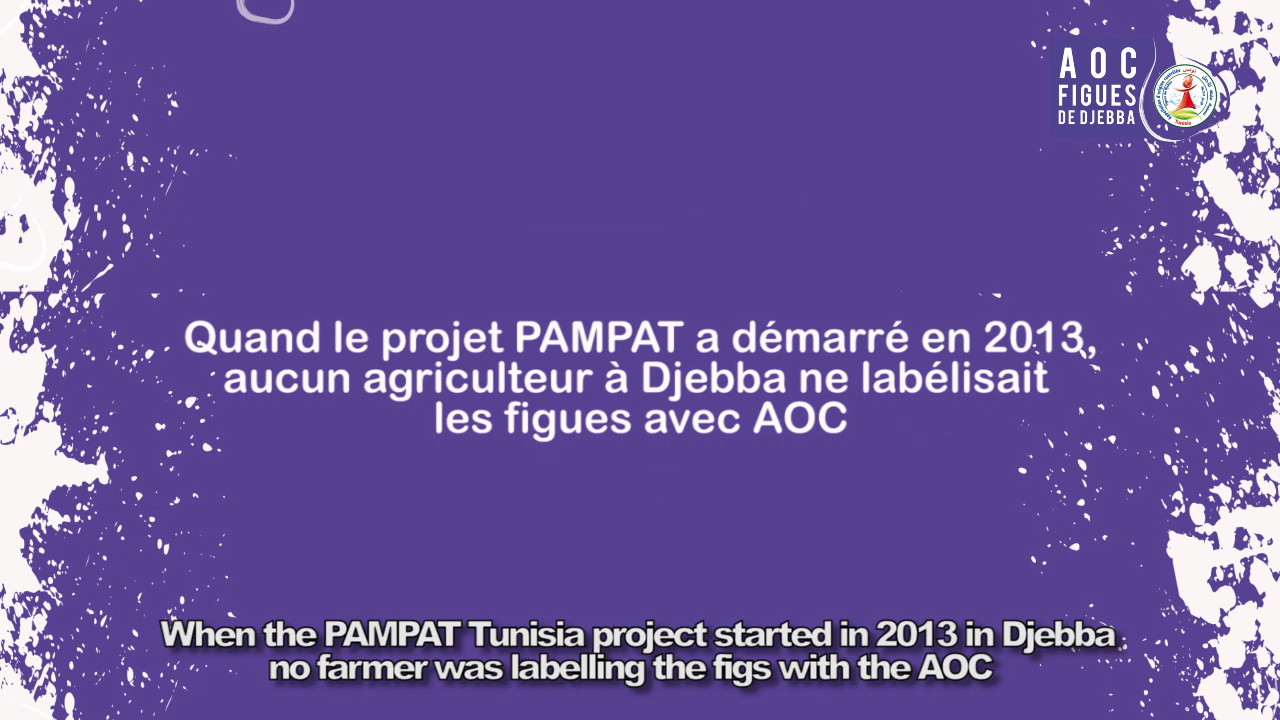 AOC
FIGUES
DE DJEBBA
Tunisia
Quand le projet PAMPAT a démarré en 2013,
aucun agriculteur à Djebba ne labélisait
les figues avec AOC
When the PAMPAT Tunisia project started in 2013 in Djebba
no farmer was labelling the figs with the AOC